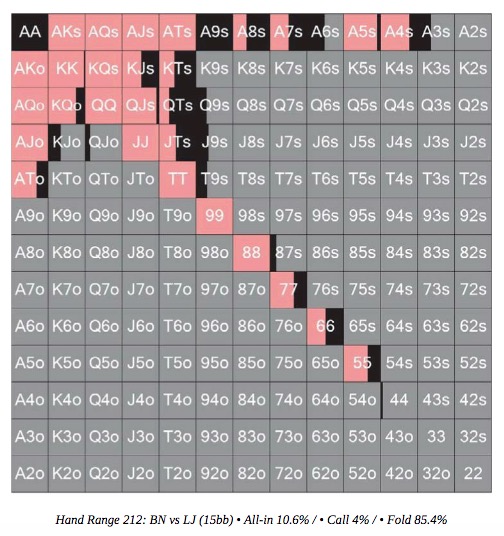 AA AKs AQs AJs ATs A9s A8s A7s A6s A5s A4s A3s A2s
AKo KK KQs KJs KTs K9s K8s K7s K6s K5s K4s K3s K2s
AQo KQo QQ QJs QTs Q9s Q8s Q7s Q6s Q5s Q4s Q3s Q2s
AJo KJo QJo JJ JTs J9s J8s J7s J6s J5s J4s J3s J2s
ATo KTo QTo JTo TT T9s T8s T7s T6s T5s T4s T3s T2s
A9o K9o Q9o J9o T9o 99 98s 97s 96s 95s 94s 93s 92s
A8o K8o Q8o J8o T8o 98o 88 87s 86s 85s 84s 83s 82s
A7o K7o Q7o J7o T7o 97o 87o 77 76s 75s 74s 73s 72s
A6o K6o Q6o J6o T6o 96o 86o 76o 66 65s 64s 63s 62s
A5o K5o Q5o J5o T5o 95o 85o 75o 65o 55 54s 53s 52s
A4o K4o Q4o J4o T4o 94o 84o 74o 64o 54o 44 43s 42s
A3o K3o Q3o J3o T3o 93o 83o 73o 63o 53o 43o 33 32s
A2o K2o Q2o J2o T2o 92o 82o 72o 62o 52o 42o 32o 22
Hand Range 212: BN vs LJ (15bb) • All-in 10.6% / • Call 4% / • Fold 85.4%